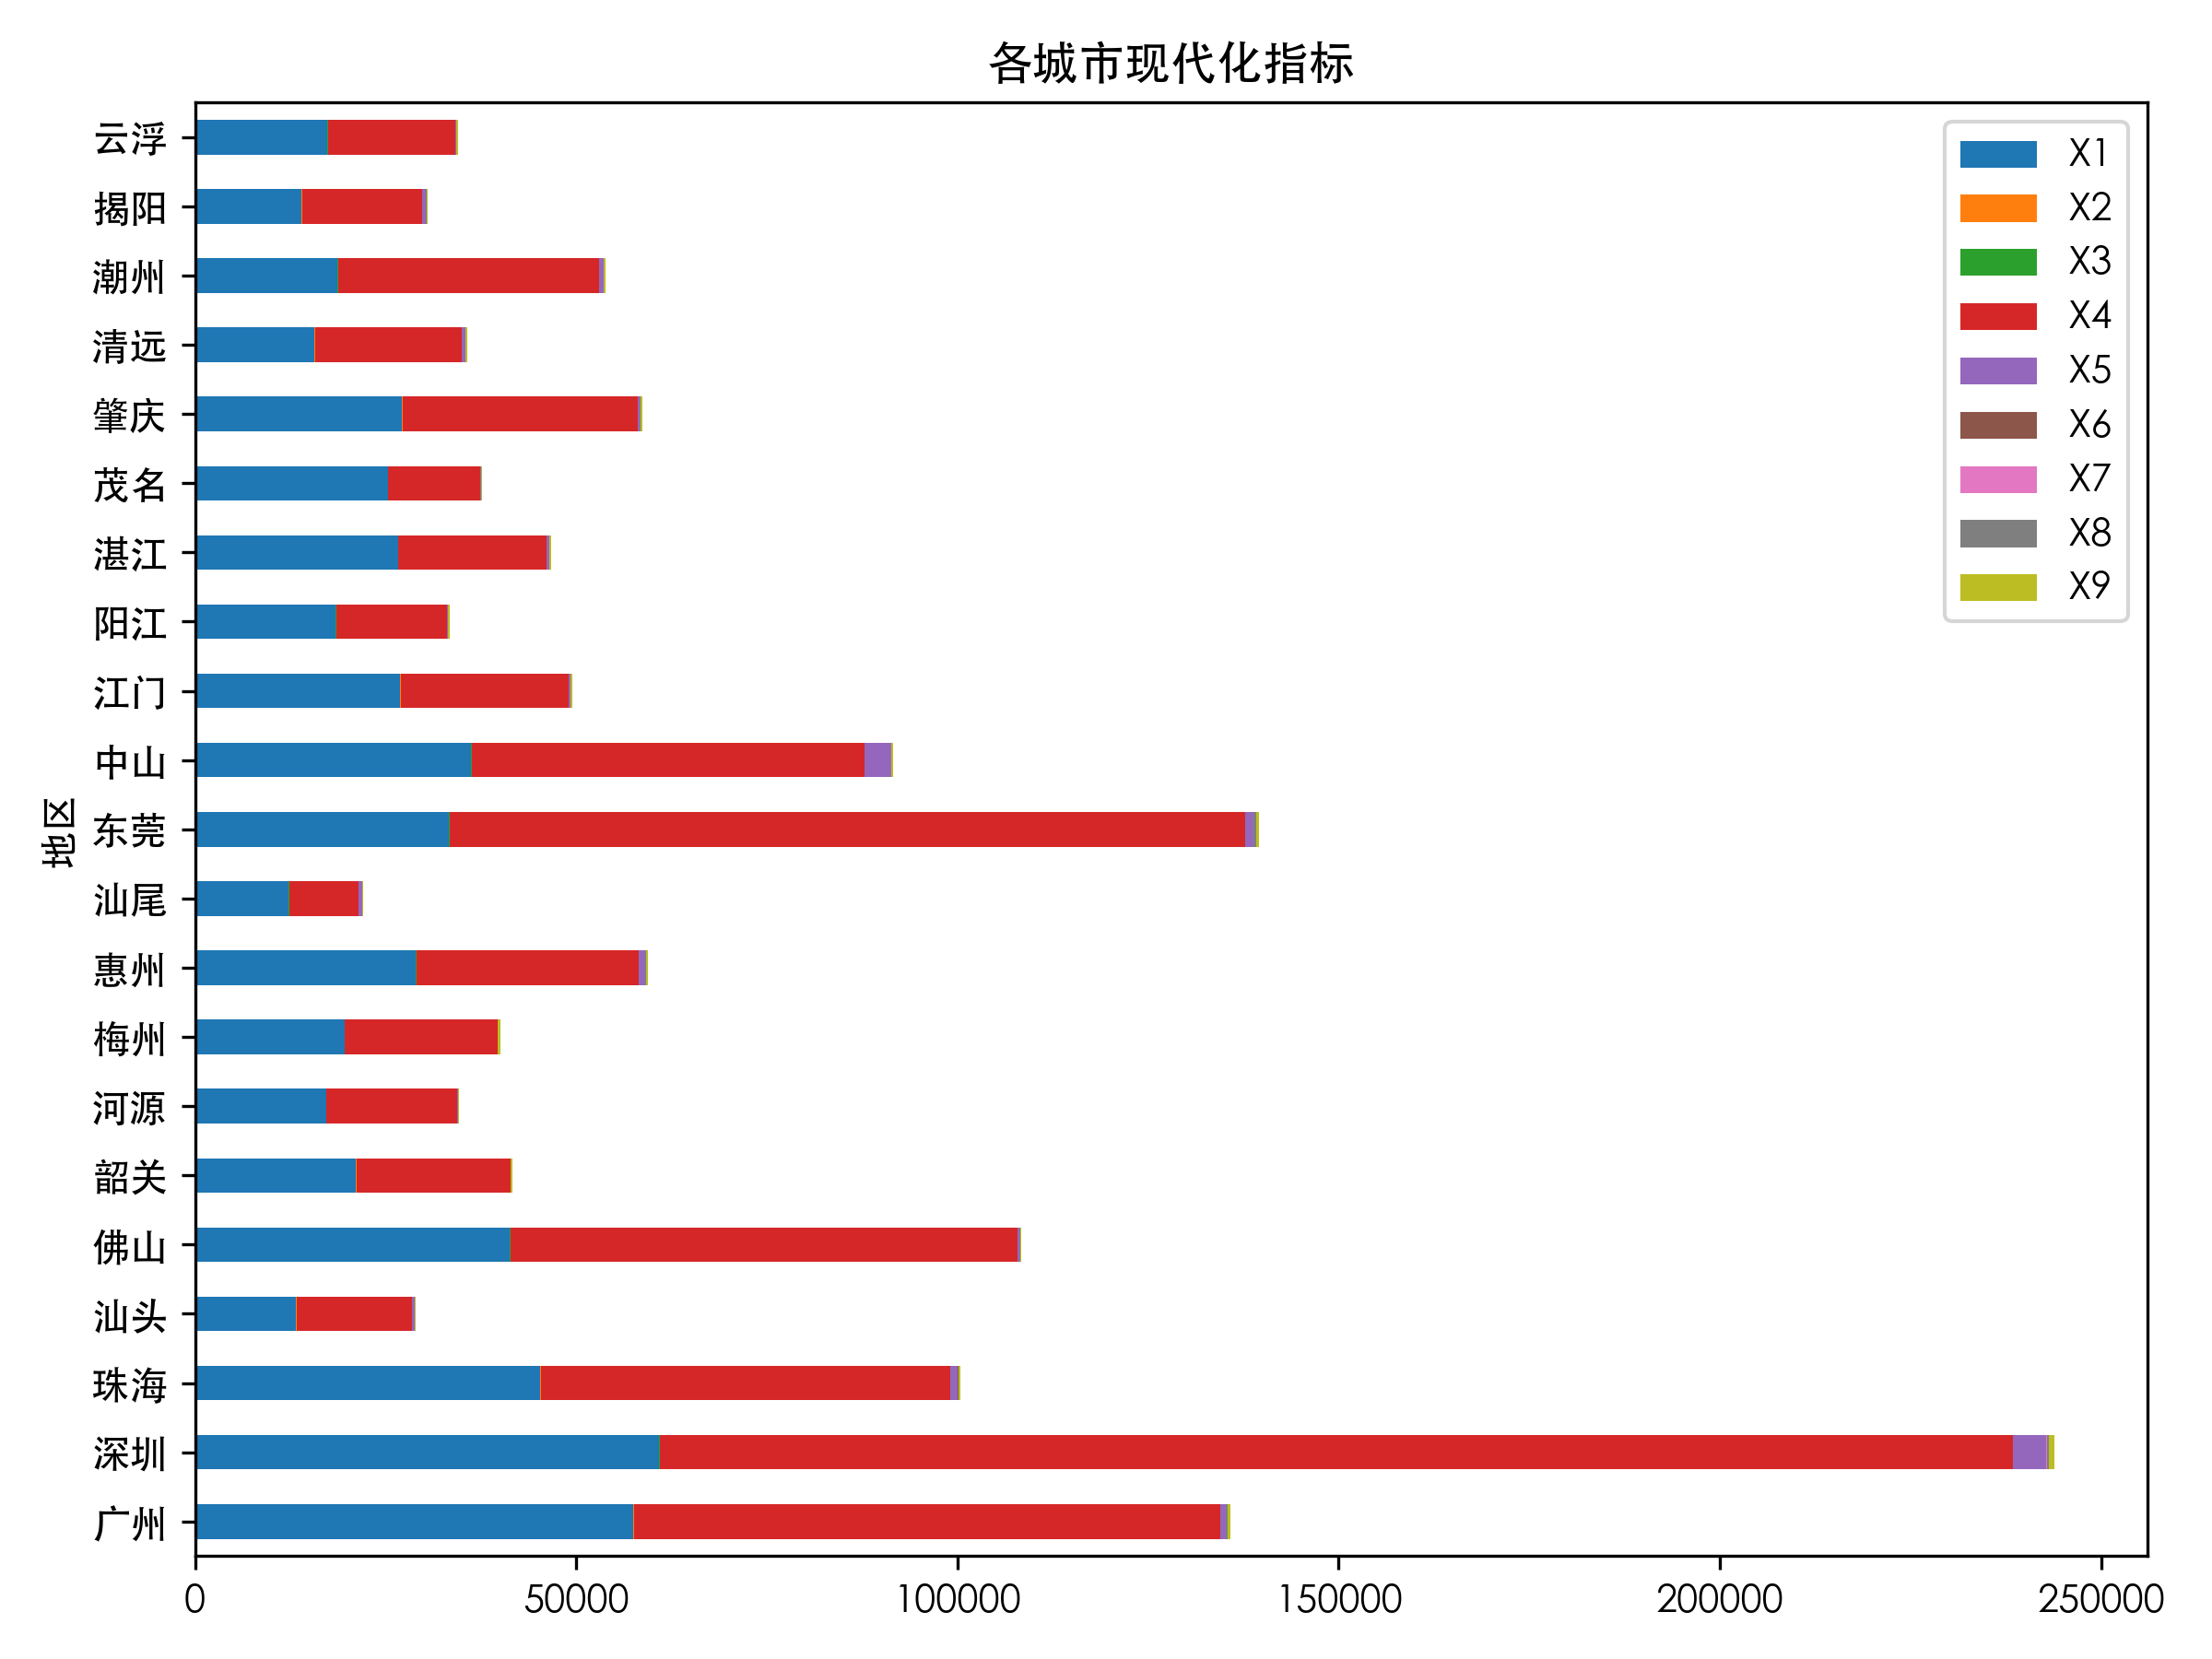 各城市现代化指标
云浮
揭阳
潮州
清远
肇庆
茂名
湛江
阳江
江门
中山
东莞
汕尾
惠州
梅州
河源
韶关
佛山
汕头
珠海
深圳
广州
地区
0 50000 100000 150000 200000 250000
X1
X2
X3
X4
X5
X6
X7
X8
X9